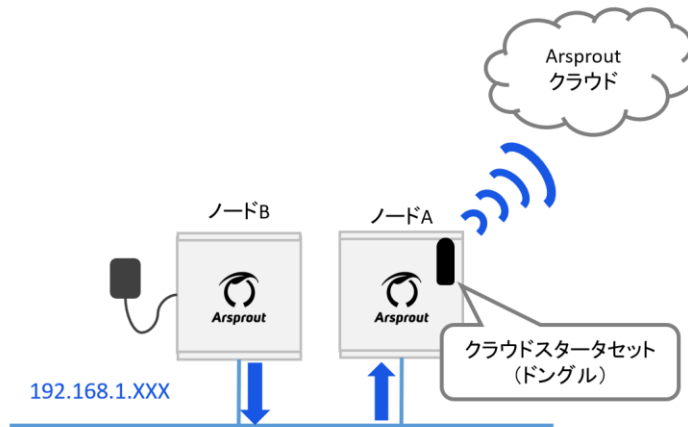 Arsprout
クラウド
ノードB
ノードA
Arsprout
Arsprout
クラウドスタータセット
(ドングル)
192.168.1.XXX